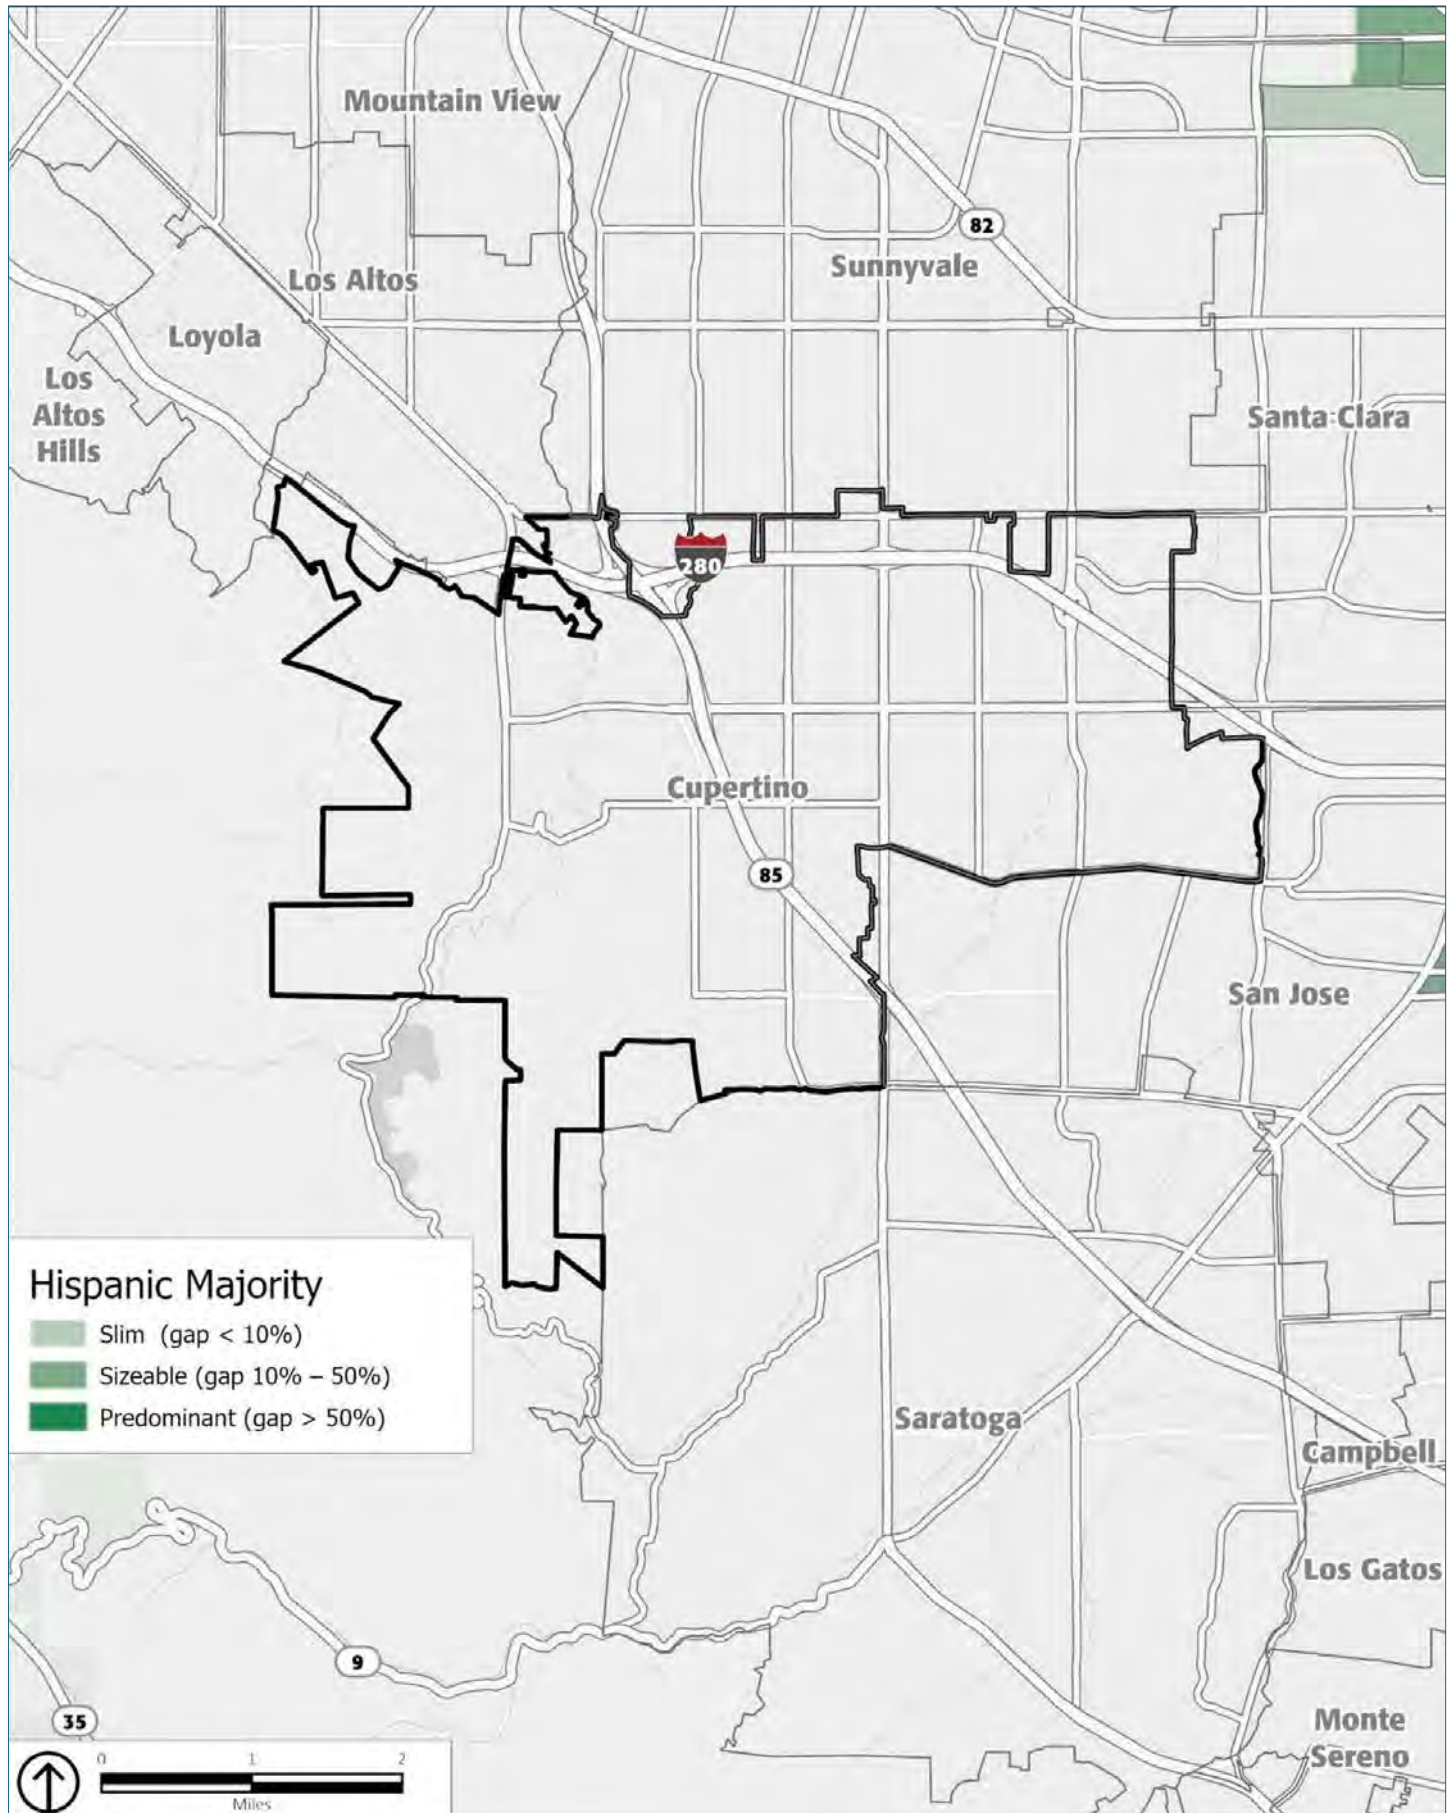 Mountain View
82
Sunnyvale
Los Altos
Loyola
Los
Altos
Hills
Santa Clara
280
Cupertino
85
San Jose
Hispanic Majority
Slim (gap < 10%)
Sizeable (gap 10% – 50%)
Predominant (gap > 50%)
Saratoga
Campbell
Los Gatos
9
35
Monte
Sereno
0 1 2
Miles